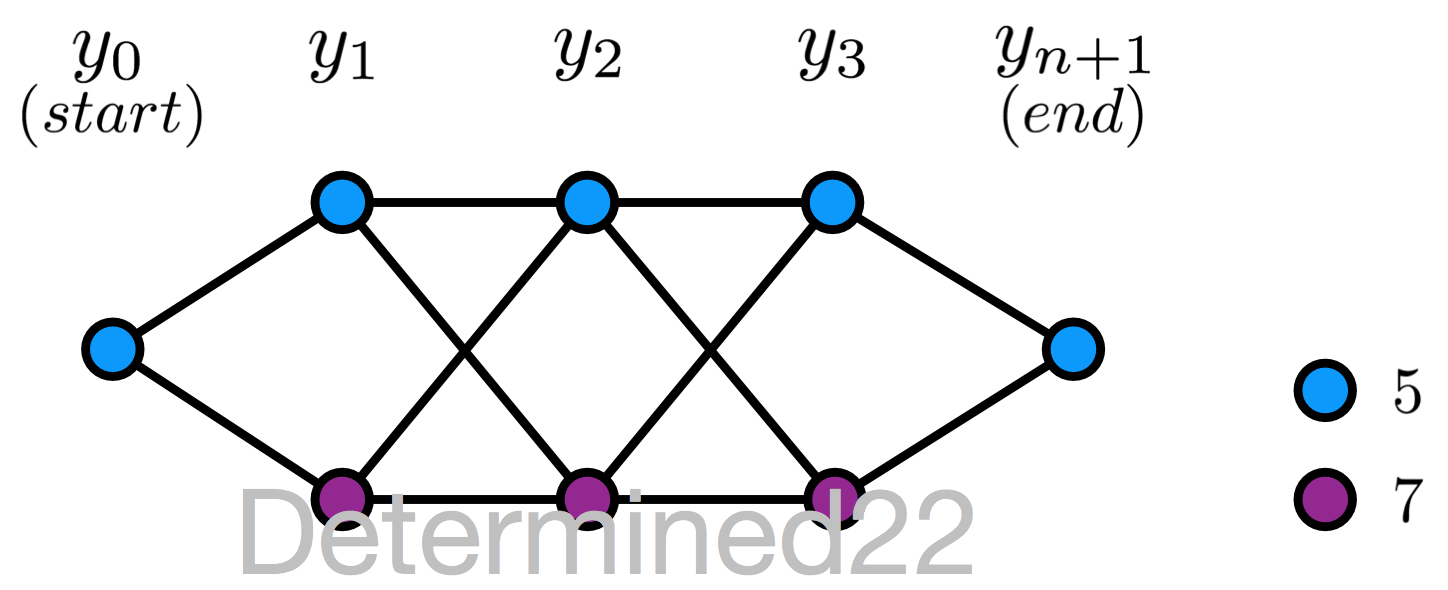 y0 y1 y2 y3 yn+1
(start) (end)
5
7
Determined22